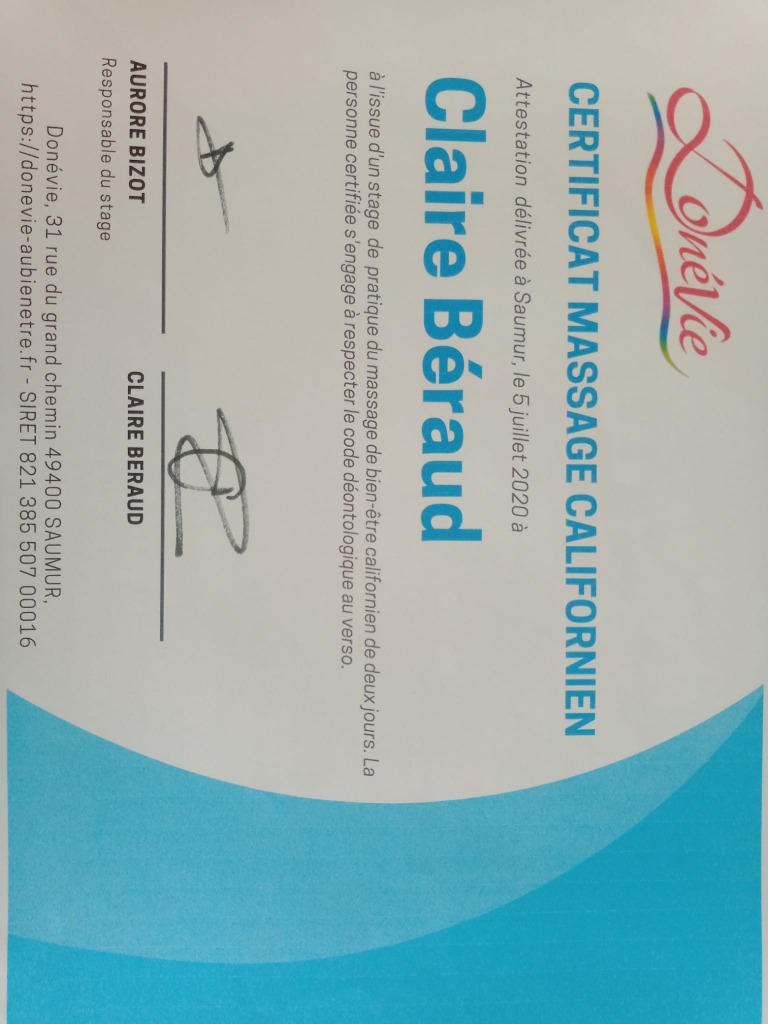 DonéVie
CERTIFICAT MASSAGE CALIFORNIEN
Attestation délivrée à Saumur, le 5 juillet 2020 à
Claire Béraud
à l'issue d'un stage de pratique du massage de bien-être californien de deux jours. La
personne certifiée s'engage à respecter le code déontologique au verso.
AURORE BIZOT
Responsable du stage
CLAIRE BERAUD
Donévie, 31 rue du grand chemin 49400 SAUMUR,
https://donevie-aubienetre.fr - SIRET 821 385 507 00016